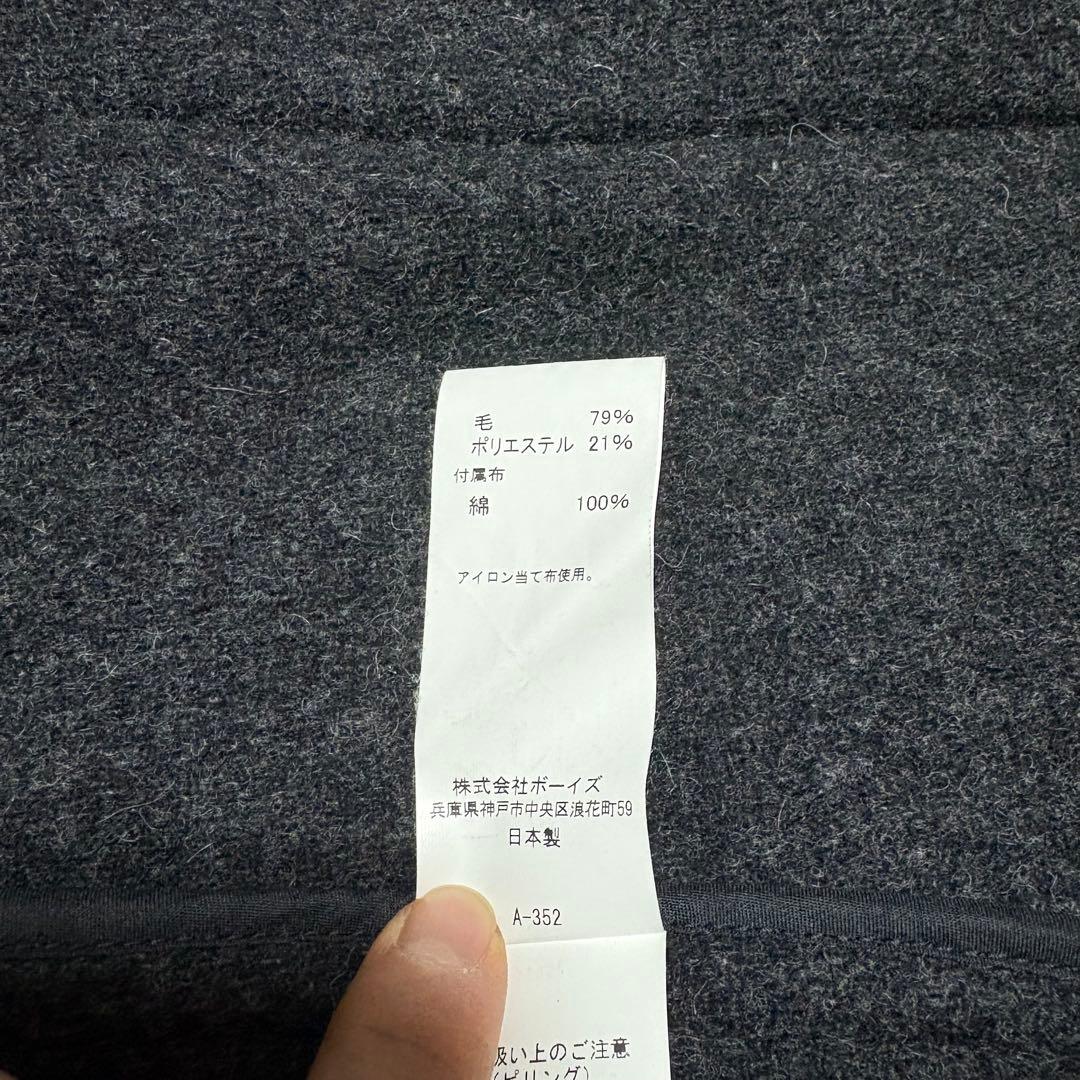 毛 79%
ポリエステル 21%
付属布
綿 100%
アイロン当て布使用。
株式会社ボーイズ
兵庫県神戸市中央区浪花町59
日本製
A-352
扱い上のご注意
(ピリング)